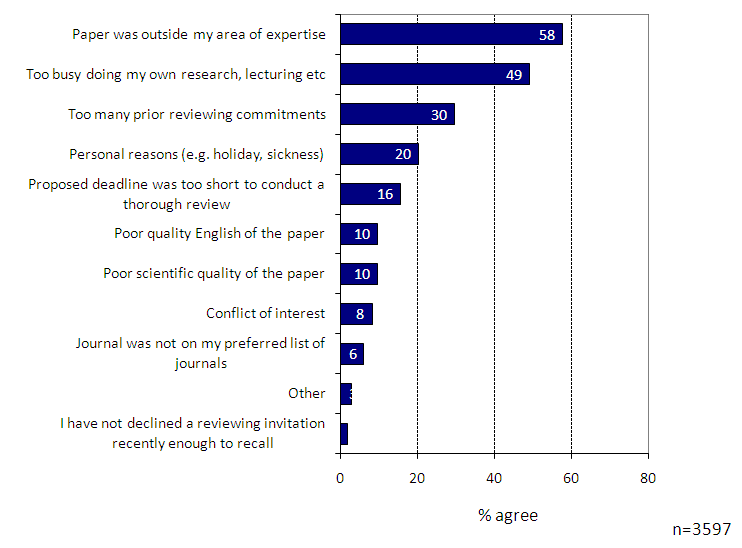 Paper was outside my area of expertise
58
Too busy doing my own research, lecturing etc
49
Too many prior reviewing commitments
30
Personal reasons (e.g. holiday, sickness)
20
Proposed deadline was too short to conduct a
thorough review
16
Poor quality English of the paper
10
Poor scientific quality of the paper
10
Conflict of interest
8
Journal was not on my preferred list of
journals
6
Other
I have not declined a reviewing invitation
recently enough to recall
0 20 40 60 80
% agree
n=3597